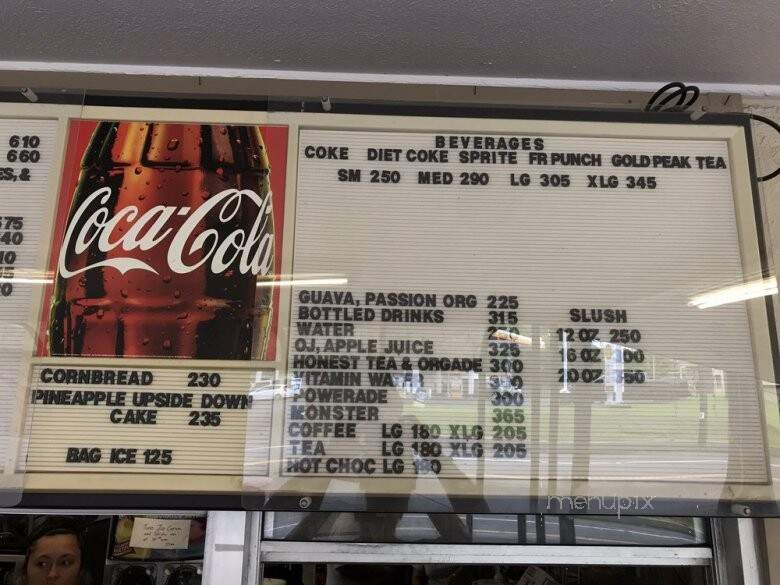 610
660
ES, &
575
40
10
Coca-Cola
CORNBREAD 230
PINEAPPLE UPSIDE DOWN
CAKE 235
BAG ICE 125
BEVERAGES
COKE DIET COKE SPRITE FR PUNCH GOLD PEAK TEA
SM 250 MED 290 LG 305 XLG 345
GUAVA, PASSION ORG 225
BOTTLED DRINKS 315
WATER
OJ, APPLE JUICE 325
HONEST TEA & ORGADE 300
VITAMIN WATER
POWERADE 300
MONSTER 365
COFFEE LG 180 XLG 205
TEA LG 180 XLG 205
HOT CHOC LG
SLUSH
12 OZ 250
16 OZ
20 OZ
menupix